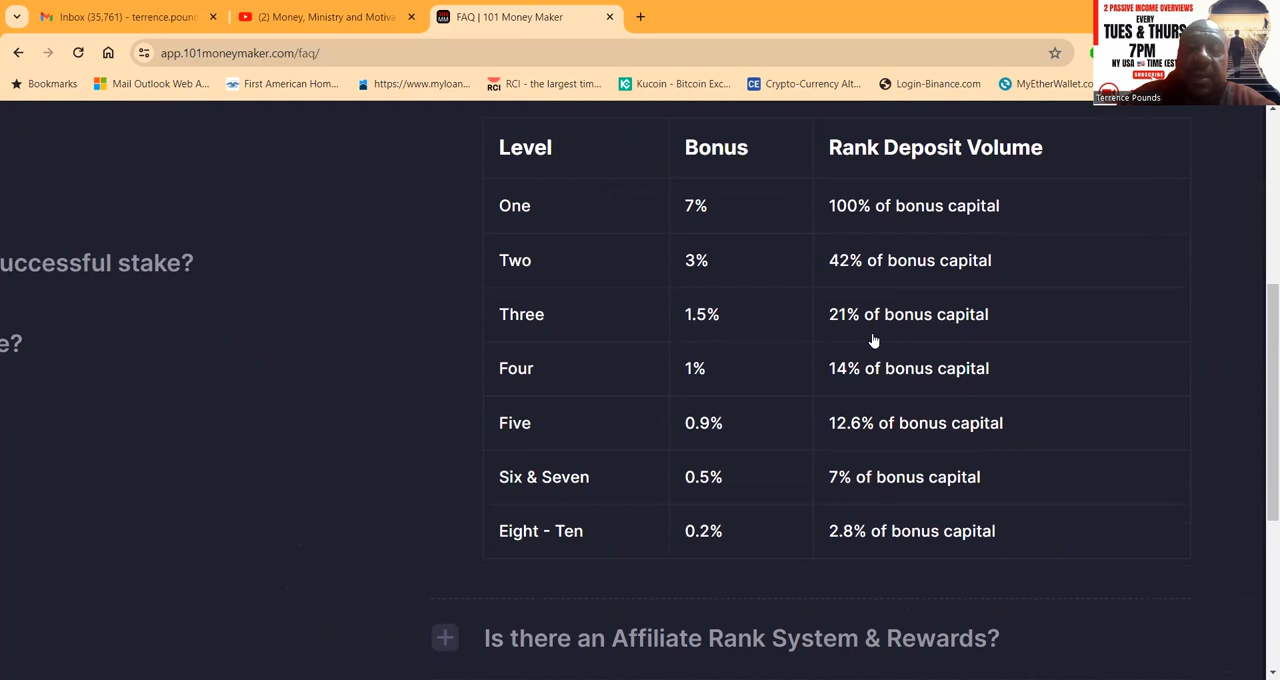 Inbox (35,761) - terrence.poun
(2) Money, Ministry and Motiva
FAQ | 101 Money Maker
app.101moneymaker.com/faq/
Bookmarks
Mail Outlook Web A...
First American Hom...
https://www.myloan...
RCI - the largest tim...
Kucoin - Bitcoin Exc...
Crypto-Currency Alt...
Login-Binance.com
MyEtherWallet.co
2 PASSIVE INCOME OVERVIEWS
EVERY
TUES & THURS
7PM
NY USA TIME (EST)
SUBSCRIBE
Terrence Pounds
Level Bonus Rank Deposit Volume
One 7% 100% of bonus capital
Two 3% 42% of bonus capital
uccessful stake?
Three 1.5% 21% of bonus capital
e?
Four 1% 14% of bonus capital
Five 0.9% 12.6% of bonus capital
Six & Seven 0.5% 7% of bonus capital
Eight - Ten 0.2% 2.8% of bonus capital
Is there an Affiliate Rank System & Rewards?